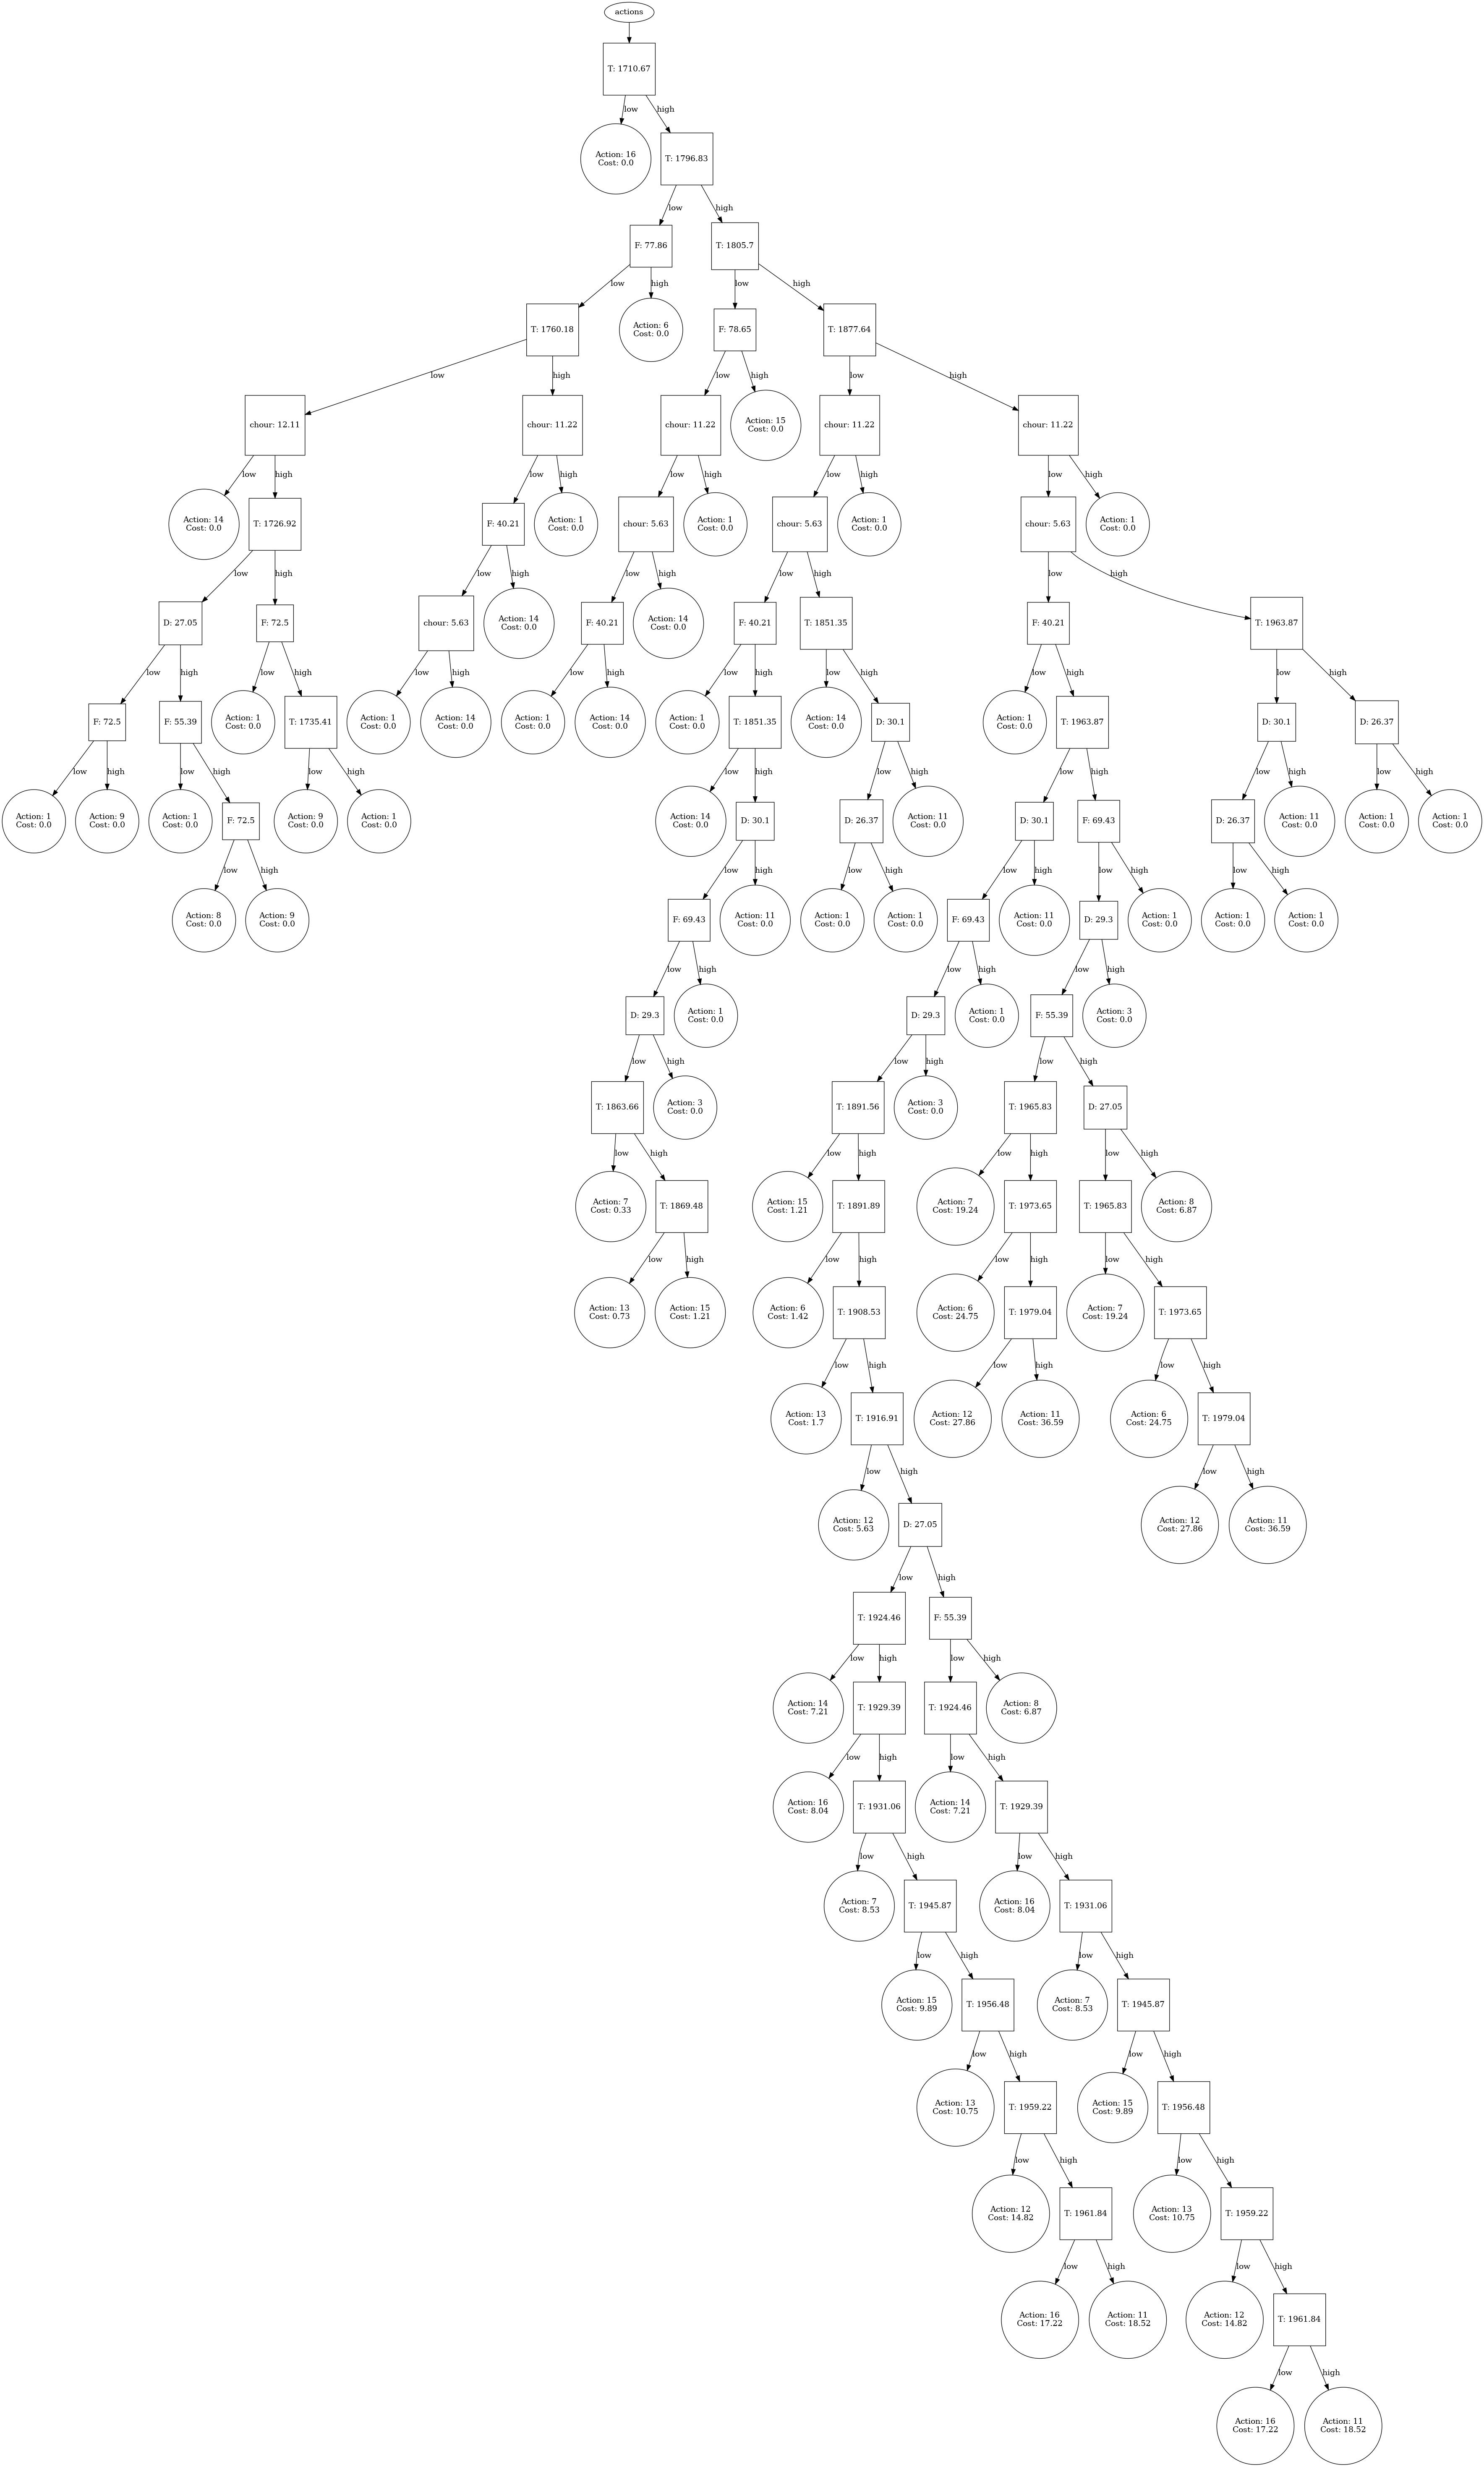 actions
T: 1710.67
low
high
Action: 16
Cost: 0.0
T: 1796.83
low
high
F: 77.86
T: 1805.7
low
high
low
high
T: 1760.18
Action: 6
Cost: 0.0
F: 78.65
T: 1877.64
low
high
low
high
low
high
chour: 12.11
chour: 11.22
chour: 11.22
Action: 15
Cost: 0.0
chour: 11.22
chour: 11.22
low
high
low
high
low
high
low
high
low
high
Action: 14
Cost: 0.0
T: 1726.92
F: 40.21
Action: 1
Cost: 0.0
chour: 5.63
Action: 1
Cost: 0.0
chour: 5.63
Action: 1
Cost: 0.0
chour: 5.63
Action: 1
Cost: 0.0
low
high
low
high
low
high
low
high
low
high
D: 27.05
F: 72.5
chour: 5.63
Action: 14
Cost: 0.0
F: 40.21
Action: 14
Cost: 0.0
F: 40.21
T: 1851.35
F: 40.21
T: 1963.87
low
high
low
high
low
high
low
high
low
high
low
high
low
high
low
high
F: 72.5
F: 55.39
Action: 1
Cost: 0.0
T: 1735.41
Action: 1
Cost: 0.0
Action: 14
Cost: 0.0
Action: 1
Cost: 0.0
Action: 14
Cost: 0.0
Action: 1
Cost: 0.0
T: 1851.35
Action: 14
Cost: 0.0
D: 30.1
Action: 1
Cost: 0.0
T: 1963.87
D: 30.1
D: 26.37
low
high
low
high
low
high
low
high
low
high
low
high
low
high
low
high
Action: 1
Cost: 0.0
Action: 9
Cost: 0.0
Action: 1
Cost: 0.0
F: 72.5
Action: 9
Cost: 0.0
Action: 1
Cost: 0.0
Action: 14
Cost: 0.0
D: 30.1
D: 26.37
Action: 11
Cost: 0.0
D: 30.1
F: 69.43
D: 26.37
Action: 11
Cost: 0.0
Action: 1
Cost: 0.0
Action: 1
Cost: 0.0
low
high
low
high
low
high
low
high
low
high
low
high
Action: 8
Cost: 0.0
Action: 9
Cost: 0.0
F: 69.43
Action: 11
Cost: 0.0
Action: 1
Cost: 0.0
Action: 1
Cost: 0.0
F: 69.43
Action: 11
Cost: 0.0
D: 29.3
Action: 1
Cost: 0.0
Action: 1
Cost: 0.0
Action: 1
Cost: 0.0
low
high
low
high
low
high
D: 29.3
Action: 1
Cost: 0.0
D: 29.3
Action: 1
Cost: 0.0
F: 55.39
Action: 3
Cost: 0.0
low
high
low
high
low
high
T: 1863.66
Action: 3
Cost: 0.0
T: 1891.56
Action: 3
Cost: 0.0
T: 1965.83
D: 27.05
low
high
low
high
low
high
low
high
Action: 7
Cost: 0.33
T: 1869.48
Action: 15
Cost: 1.21
T: 1891.89
Action: 7
Cost: 19.24
T: 1973.65
T: 1965.83
Action: 8
Cost: 6.87
low
high
low
high
low
high
low
high
Action: 13
Cost: 0.73
Action: 15
Cost: 1.21
Action: 6
Cost: 1.42
T: 1908.53
Action: 6
Cost: 24.75
T: 1979.04
Action: 7
Cost: 19.24
T: 1973.65
low
high
low
high
low
high
Action: 13
Cost: 1.7
T: 1916.91
Action: 12
Cost: 27.86
Action: 11
Cost: 36.59
Action: 6
Cost: 24.75
T: 1979.04
low
high
low
high
Action: 12
Cost: 5.63
D: 27.05
Action: 12
Cost: 27.86
Action: 11
Cost: 36.59
low
high
T: 1924.46
F: 55.39
low
high
low
high
Action: 14
Cost: 7.21
T: 1929.39
T: 1924.46
Action: 8
Cost: 6.87
low
high
low
high
Action: 16
Cost: 8.04
T: 1931.06
Action: 14
Cost: 7.21
T: 1929.39
low
high
low
high
Action: 7
Cost: 8.53
T: 1945.87
Action: 16
Cost: 8.04
T: 1931.06
low
high
low
high
Action: 15
Cost: 9.89
T: 1956.48
Action: 7
Cost: 8.53
T: 1945.87
low
high
low
high
Action: 13
Cost: 10.75
T: 1959.22
Action: 15
Cost: 9.89
T: 1956.48
low
high
low
high
Action: 12
Cost: 14.82
T: 1961.84
Action: 13
Cost: 10.75
T: 1959.22
low
high
low
high
Action: 16
Cost: 17.22
Action: 11
Cost: 18.52
Action: 12
Cost: 14.82
T: 1961.84
low
high
Action: 16
Cost: 17.22
Action: 11
Cost: 18.52